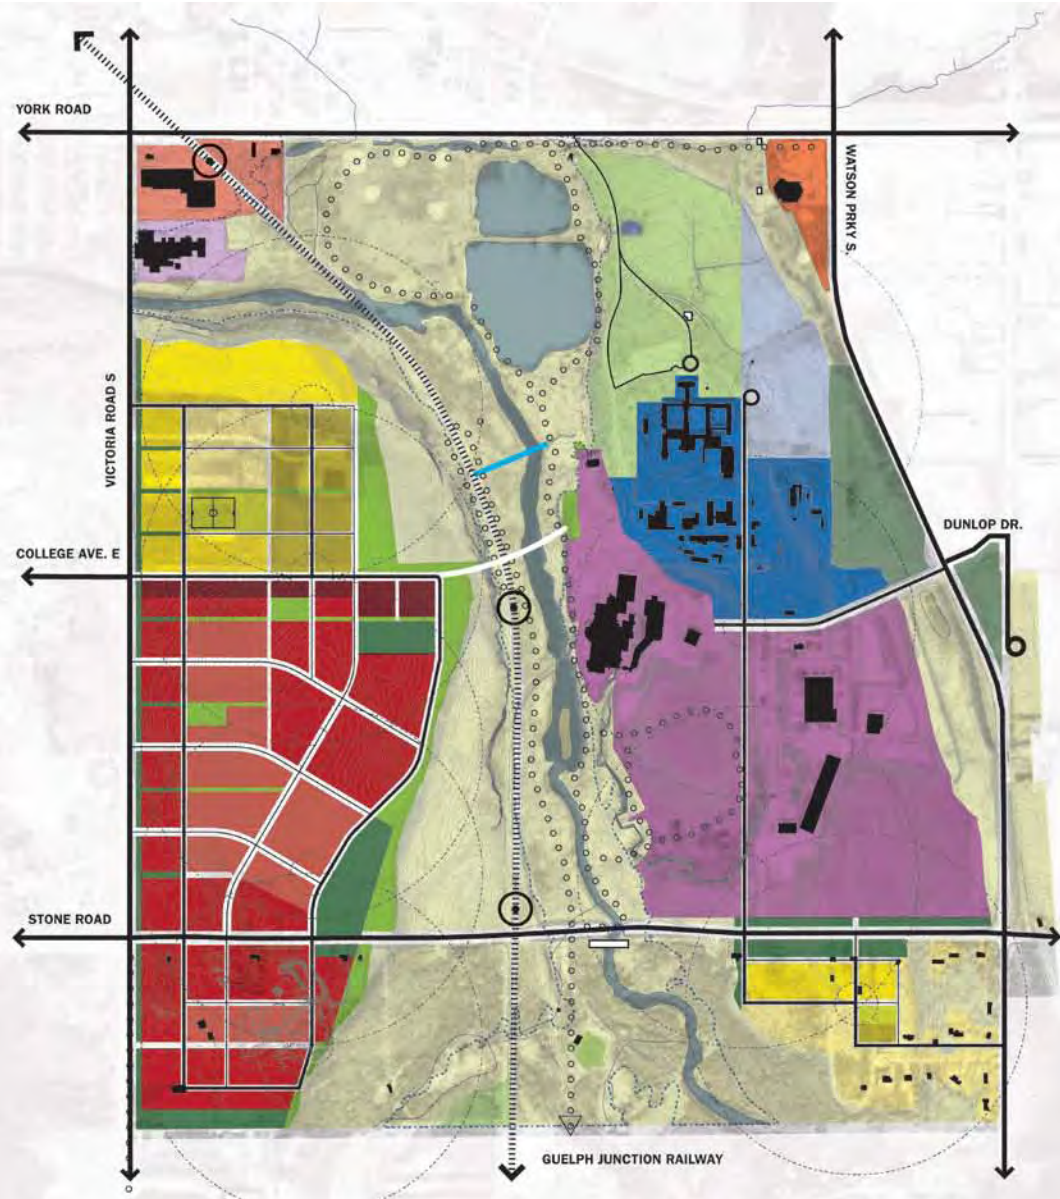 YORK ROAD
WATSON PRKY S.
VICTORIA ROAD S
DUNLOP DR.
COLLEGE AVE. E
STONE ROAD
GUELPH JUNCTION RAILWAY